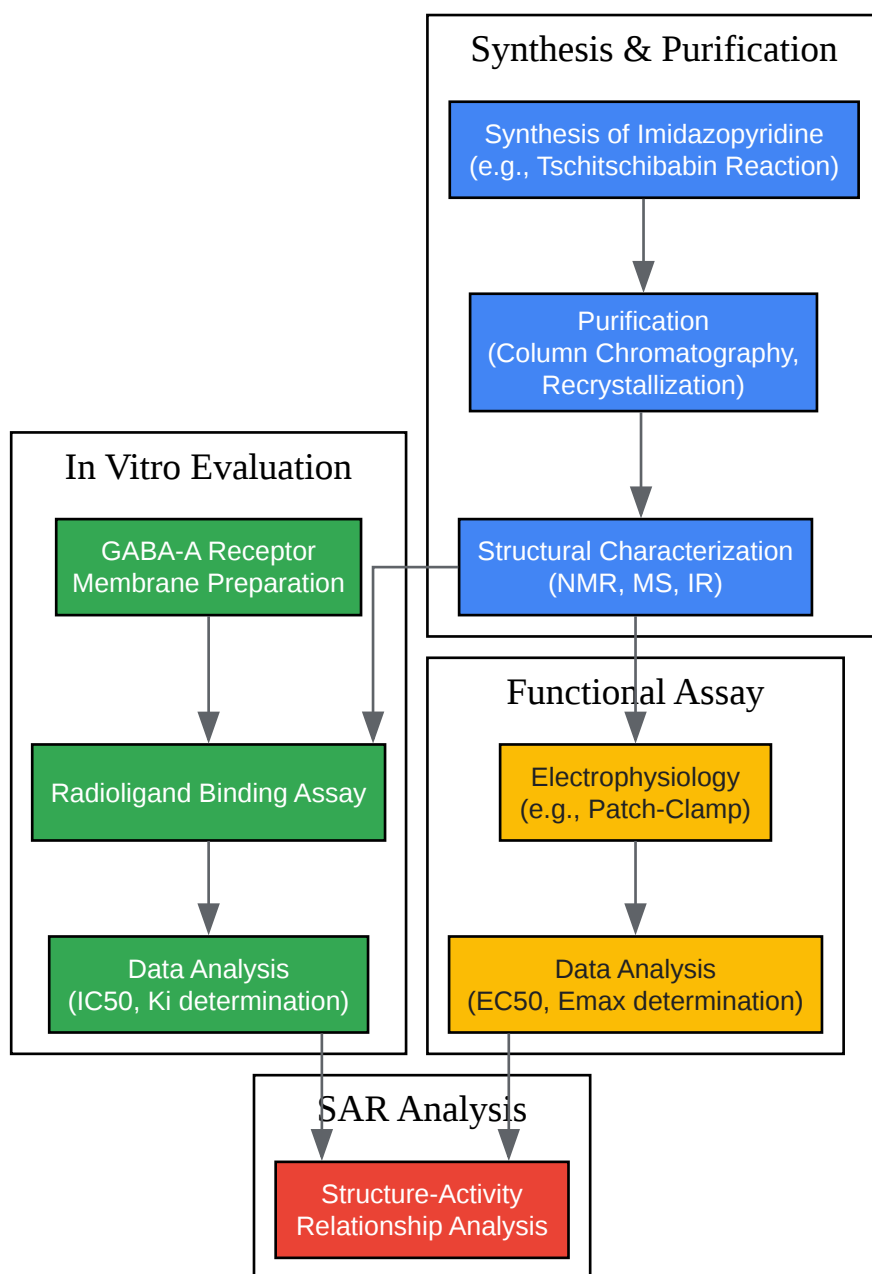 Synthesis & Purification
Synthesis of Imidazopyridine
(e.g., Tschitschibabin Reaction)
Purification
(Column Chromatography,
Recrystallization)
Structural Characterization
(NMR, MS, IR)
In Vitro Evaluation
GABA-A Receptor
Membrane Preparation
Radioligand Binding Assay
Data Analysis
(IC50, Ki determination)
Functional Assay
Electrophysiology
(e.g., Patch-Clamp)
Data Analysis
(EC50, Emax determination)
SAR Analysis
Structure-Activity
Relationship Analysis